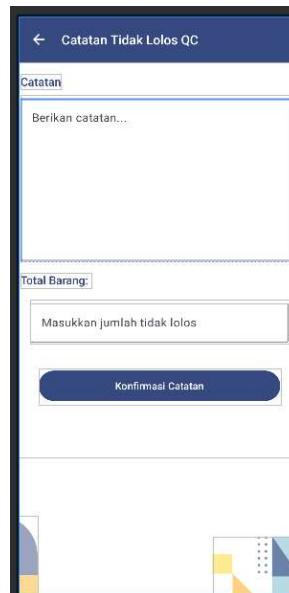 Catatan Tidak Lolos QC
Catatan
Berikan catatan...
Total Barang:
Masukkan jumlah tidak lolos
Konfirmasi Catatan